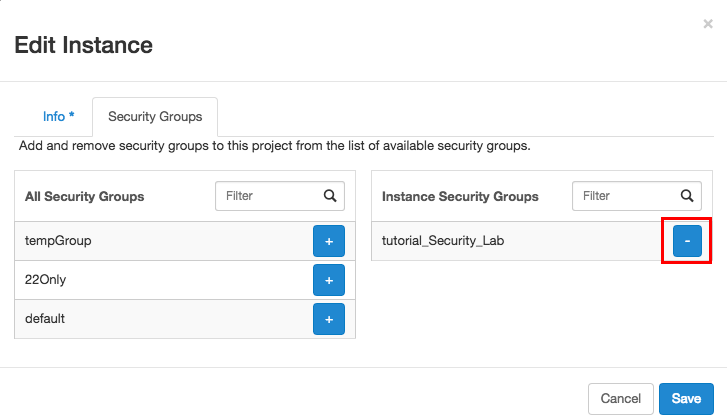 ×
Edit Instance
Info *
Security Groups
Add and remove security groups to this project from the list of available security groups.
All Security Groups
Filter
tempGroup
+
22Only
+
default
+
Instance Security Groups
Filter
tutorial_Security_Lab
-
Cancel
Save